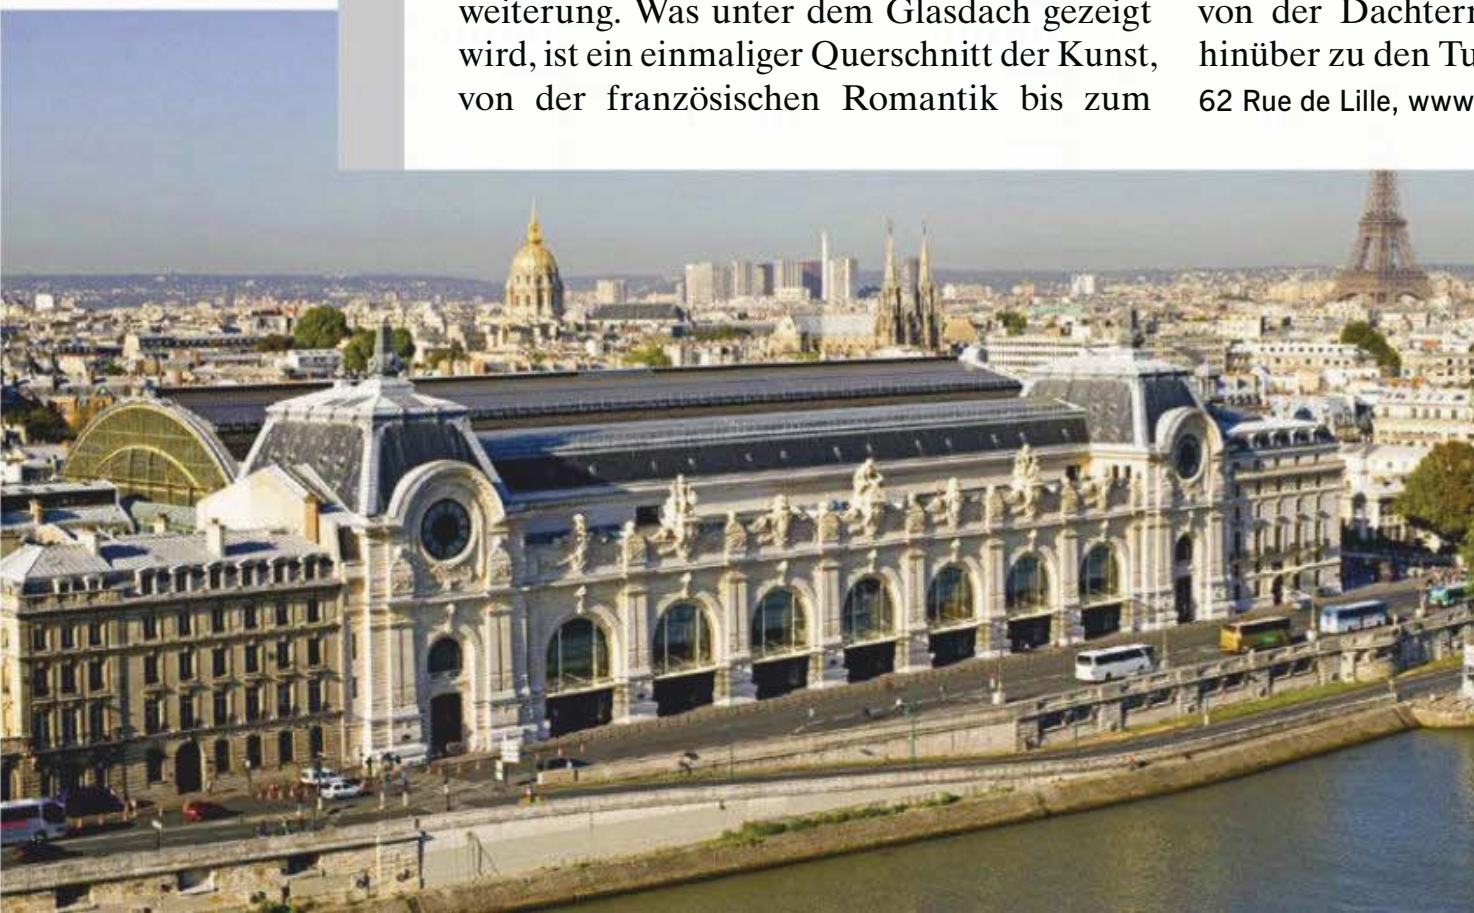 weiterung. Was unter dem Glasdach gezeigt
wird, ist ein einmaliger Querschnitt der Kunst,
von der französischen Romantik bis zum
von der Dachterr
hinüber zu den Tu
62 Rue de Lille, www